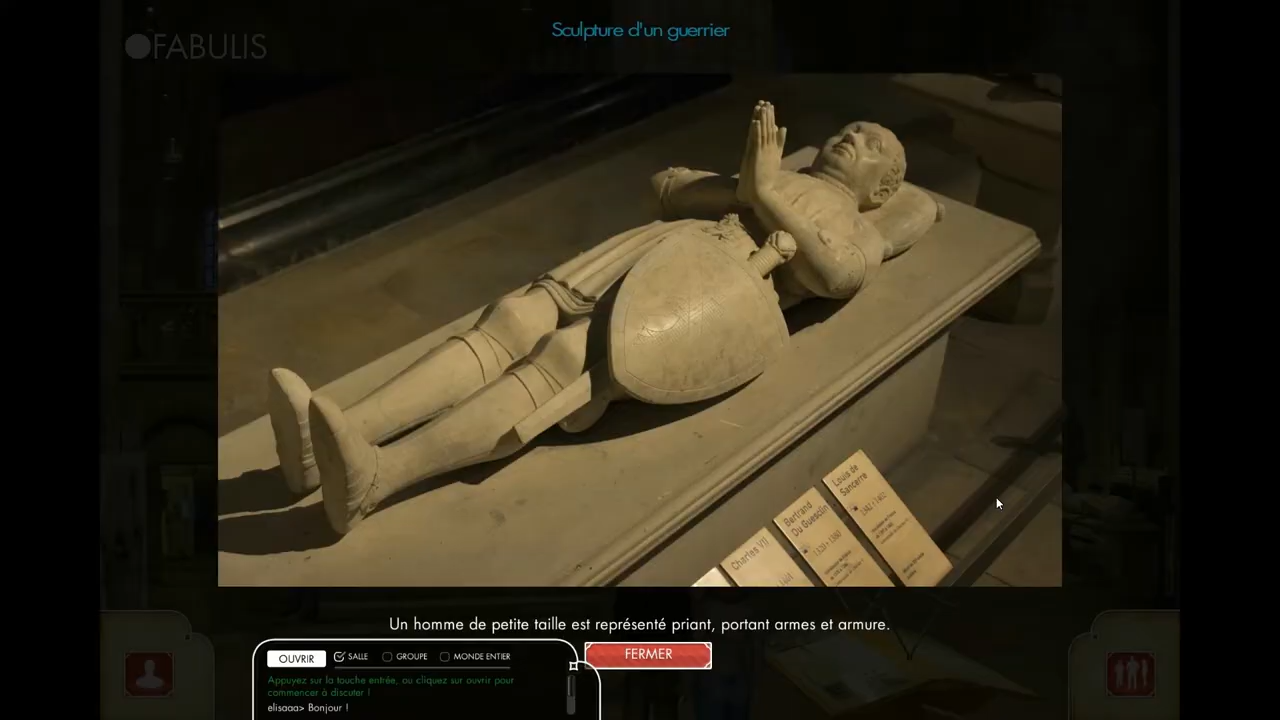 Sculpture d'un guerrier
FABULIS
Louis de
Sancerre
Bertrand
Du Guesclin
Charles VI
Un homme de petite taille est représenté priant, portant armes et armure.
FERMER
OUVRIR
SALLE
GROUPE
MONDE ENTIER
Appuyez sur la touche entrée, ou cliquez sur ouvrir pour
commencer à discuter !
elisaaa> Bonjour !